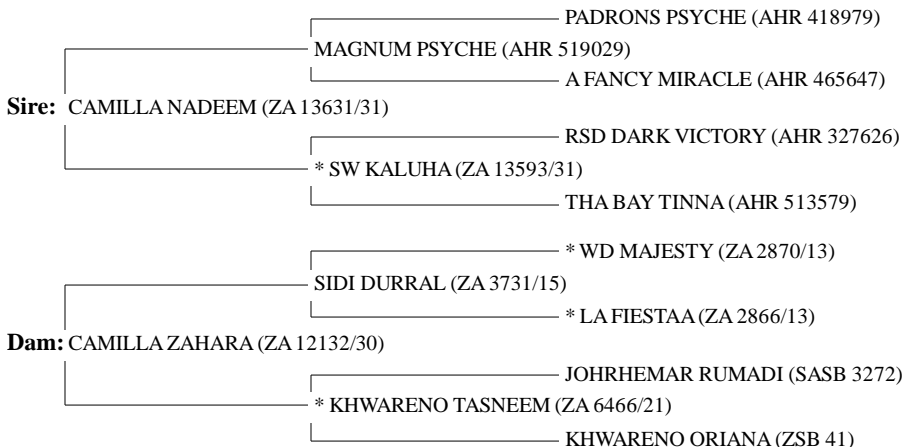 PADRONS PSYCHE (AHR 418979)
MAGNUM PSYCHE (AHR 519029)
A FANCY MIRACLE (AHR 465647)
Sire: CAMILLA NADEEM (ZA 13631/31)
RSD DARK VICTORY (AHR 327626)
* SW KALUHA (ZA 13593/31)
THA BAY TINNA (AHR 513579)
* WD MAJESTY (ZA 2870/13)
SIDI DURRAL (ZA 3731/15)
* LA FIESTAA (ZA 2866/13)
Dam: CAMILLA ZAHARA (ZA 12132/30)
JOHRHEMAR RUMADI (SASB 3272)
* KHWARENO TASNEEM (ZA 6466/21)
KHWARENO ORIANA (ZSB 41)